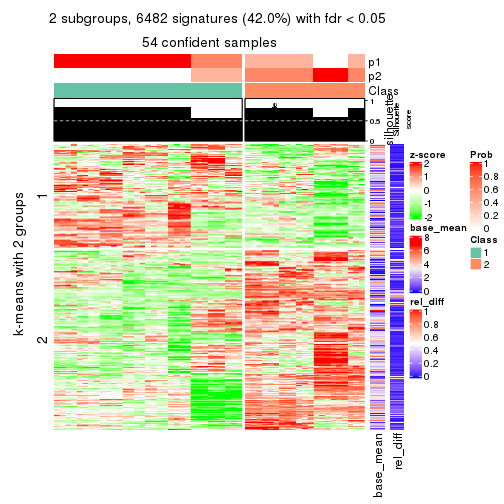 2 subgroups, 6482 signatures (42.0%) with fdr < 0.05
54 confident samples
p1
p2
Class
1
0.5
0
silhouette
Silhouette
score
k-means with 2 groups
1
2
base_mean
rel_diff
z-score
2
1
0
-1
-2
base_mean
8
6
4
2
0
rel_diff
1
0.8
0.6
0.4
0.2
0
Prob
1
0.8
0.6
0.4
0.2
0
Class
1
2